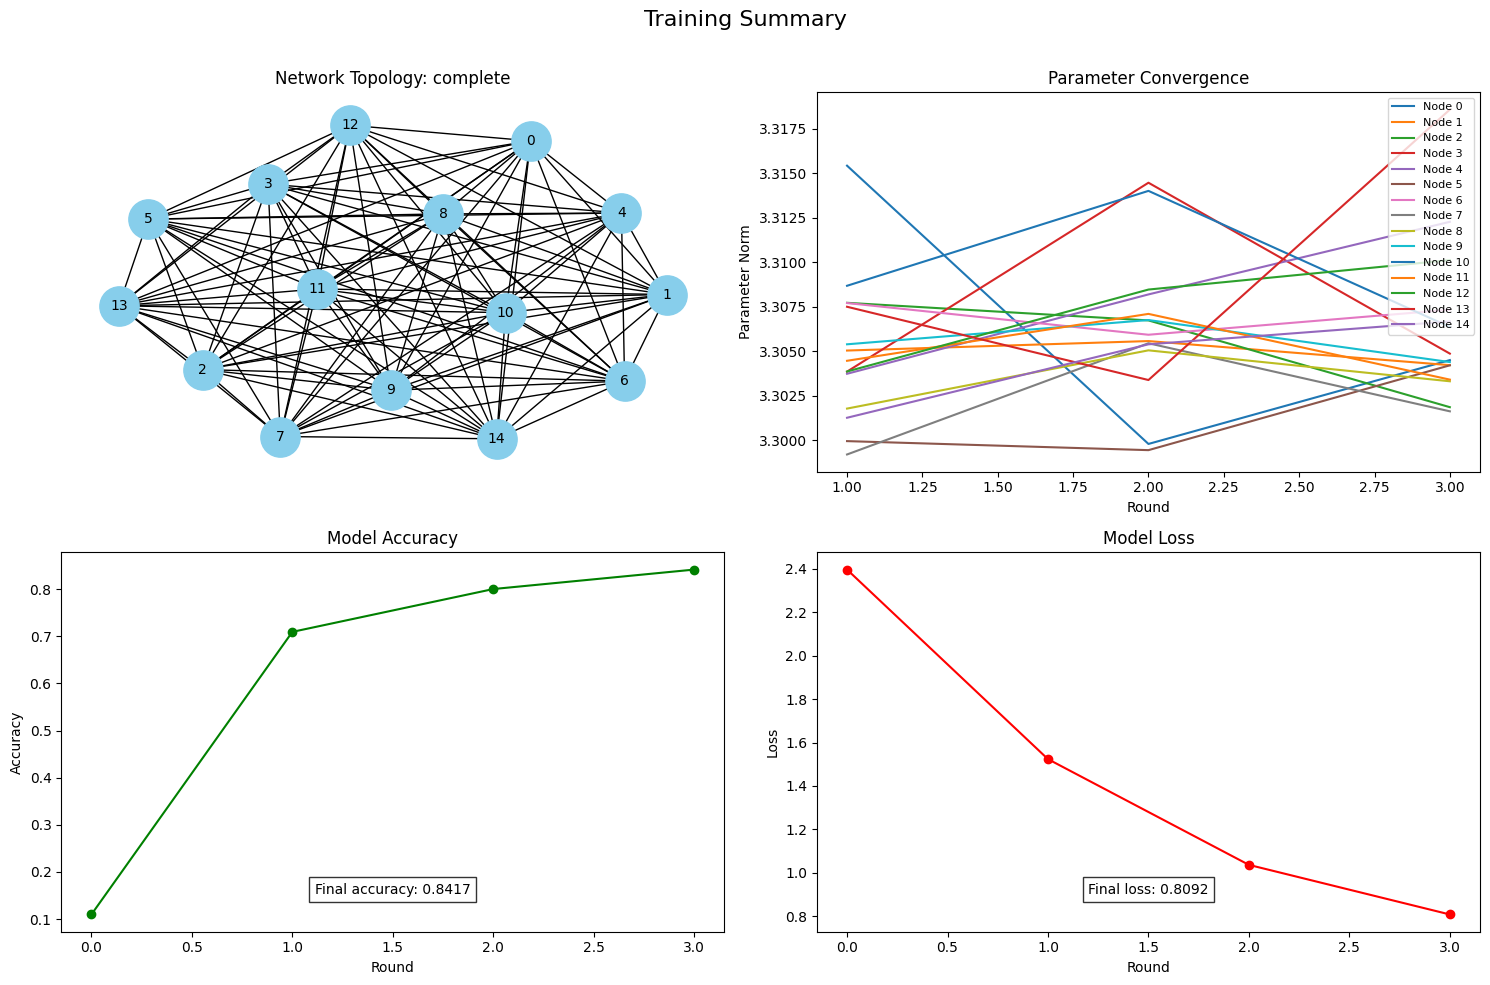 Training Summary
Network Topology: complete
12
0
3
8
4
5
11
1
13
10
2
9
6
7
14
Parameter Convergence
Parameter Norm
3.3175
3.3150
3.3125
3.3100
3.3075
3.3050
3.3025
3.3000
Node 0
Node 1
Node 2
Node 3
Node 4
Node 5
Node 6
Node 7
Node 8
Node 9
Node 10
Node 11
Node 12
Node 13
Node 14
1.00 1.25 1.50 1.75 2.00 2.25 2.50 2.75 3.00
Round
Model Accuracy
Accuracy
0.8
0.7
0.6
0.5
0.4
0.3
0.2
0.1
Final accuracy: 0.8417
0.0 0.5 1.0 1.5 2.0 2.5 3.0
Round
Model Loss
Loss
2.4
2.2
2.0
1.8
1.6
1.4
1.2
1.0
0.8
Final loss: 0.8092
0.0 0.5 1.0 1.5 2.0 2.5 3.0
Round